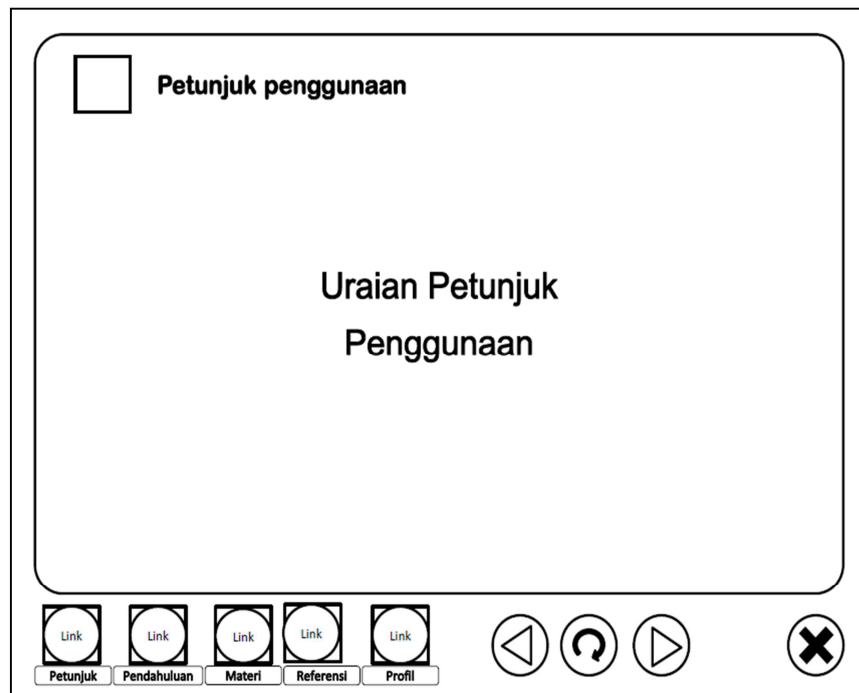 Petunjuk penggunaan
Uraian Petunjuk
Penggunaan
Link Link Link Link Link
Petunjuk Pendahuluan Materi Referensi Profil